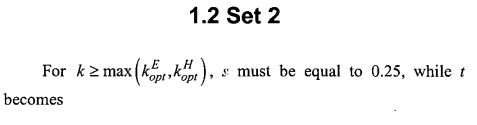 1.2 Set 2
For k ≥ max(k_opt^E, k_opt^H), s must be equal to 0.25, while t
becomes